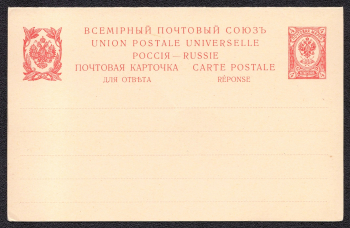 ВСЕМІРНЫЙ ПОЧТОВЫЙ СОЮЗЪ
UNION POSTALE UNIVERSELLE
РОССІЯ — RUSSIE
ПОЧТОВАЯ КАРТОЧКА CARTE POSTALE
ДЛЯ ОТВѢТА RÉPONSE